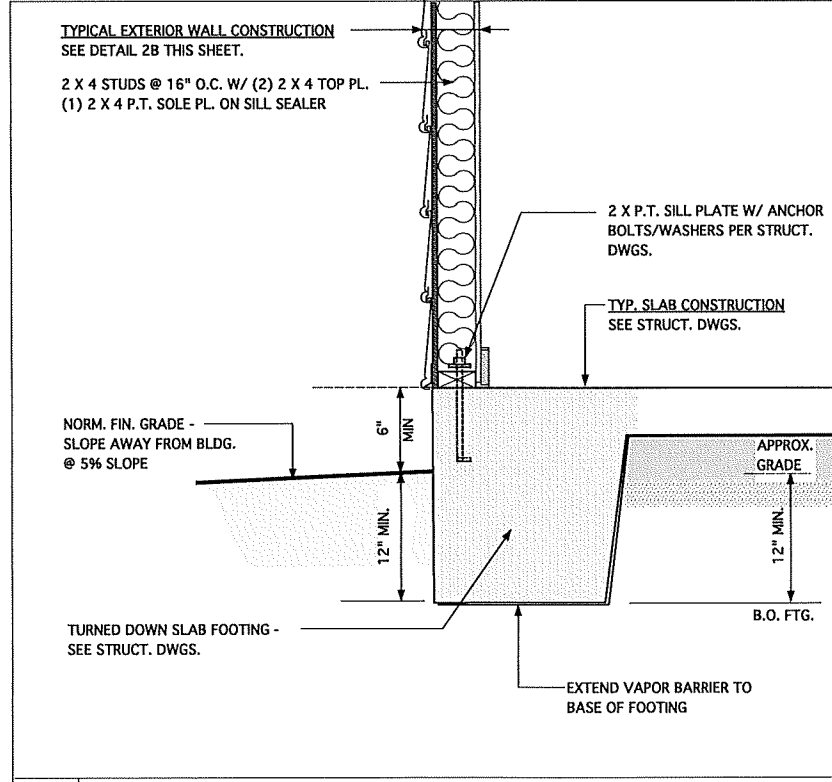 TYPICAL EXTERIOR WALL CONSTRUCTION
SEE DETAIL 2B THIS SHEET.
2 X 4 STUDS @ 16" O.C. W/ (2) 2 X 4 TOP PL.
(1) 2 X 4 P.T. SOLE PL. ON SILL SEALER
2 X P.T. SILL PLATE W/ ANCHOR
BOLTS/WASHERS PER STRUCT.
DWGS.
TYP. SLAB CONSTRUCTION
SEE STRUCT. DWGS.
6"
MIN
NORM. FIN. GRADE -
SLOPE AWAY FROM BLDG.
@ 5% SLOPE
APPROX.
GRADE
12" MIN.
12" MIN.
B.O. FTG.
TURNED DOWN SLAB FOOTING -
SEE STRUCT. DWGS.
EXTEND VAPOR BARRIER TO
BASE OF FOOTING